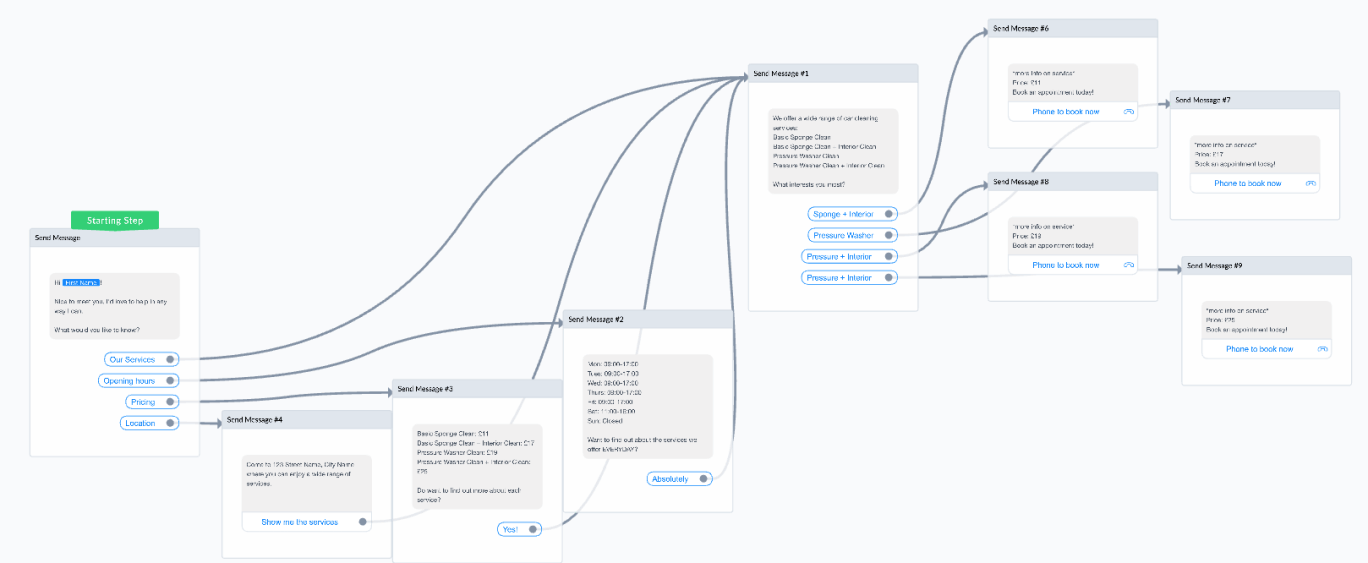 Starting Step
Send Message
Hi First Name !
Nice to meet you. I'd love to help in any
way I can.
What would you like to know?
Our Services
Opening hours
Pricing
Location
Send Message #4
Come to 123 Street Name, City Name
where you can enjoy a wide range of
services.
Show me the services
Send Message #3
Basic Sponge Clean: £11
Basic Sponge Clean + Interior Clean: £17
Pressure Washer Clean: £19
Pressure Washer Clean + Interior Clean:
£25
Do want to find out more about each
service?
Yes!
Send Message #2
Mon: 09:00-17:00
Tues: 09:00-17:00
Wed: 09:00-17:00
Thurs: 09:00-17:00
Fri: 09:00-17:00
Sat: 11:00-16:00
Sun: Closed
Want to find out about the services we
offer EVERYDAY?
Absolutely
Send Message #1
We offer a wide range of car cleaning
services:
Basic Sponge Clean
Basic Sponge Clean + Interior Clean
Pressure Washer Clean
Pressure Washer Clean + Interior Clean
What interests you most?
Sponge + Interior
Pressure Washer
Pressure + Interior
Pressure + Interior
Send Message #6
*more info on service*
Price: £11
Book an appointment today!
Phone to book now
Send Message #7
*more info on service*
Price: £17
Book an appointment today!
Phone to book now
Send Message #8
*more info on service*
Price: £19
Book an appointment today!
Phone to book now
Send Message #9
*more info on service*
Price: £25
Book an appointment today!
Phone to book now